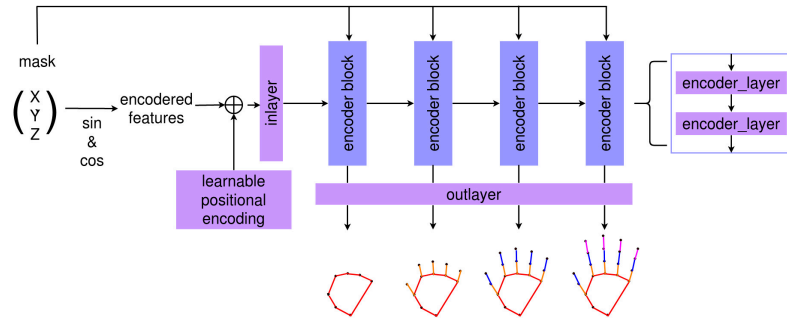 mask
X
Y
Z
sin
&
cos
encodered
features
learnable
positional
encoding
inlayer
encoder block
encoder block
encoder block
encoder block
outlayer
encoder_layer
encoder_layer